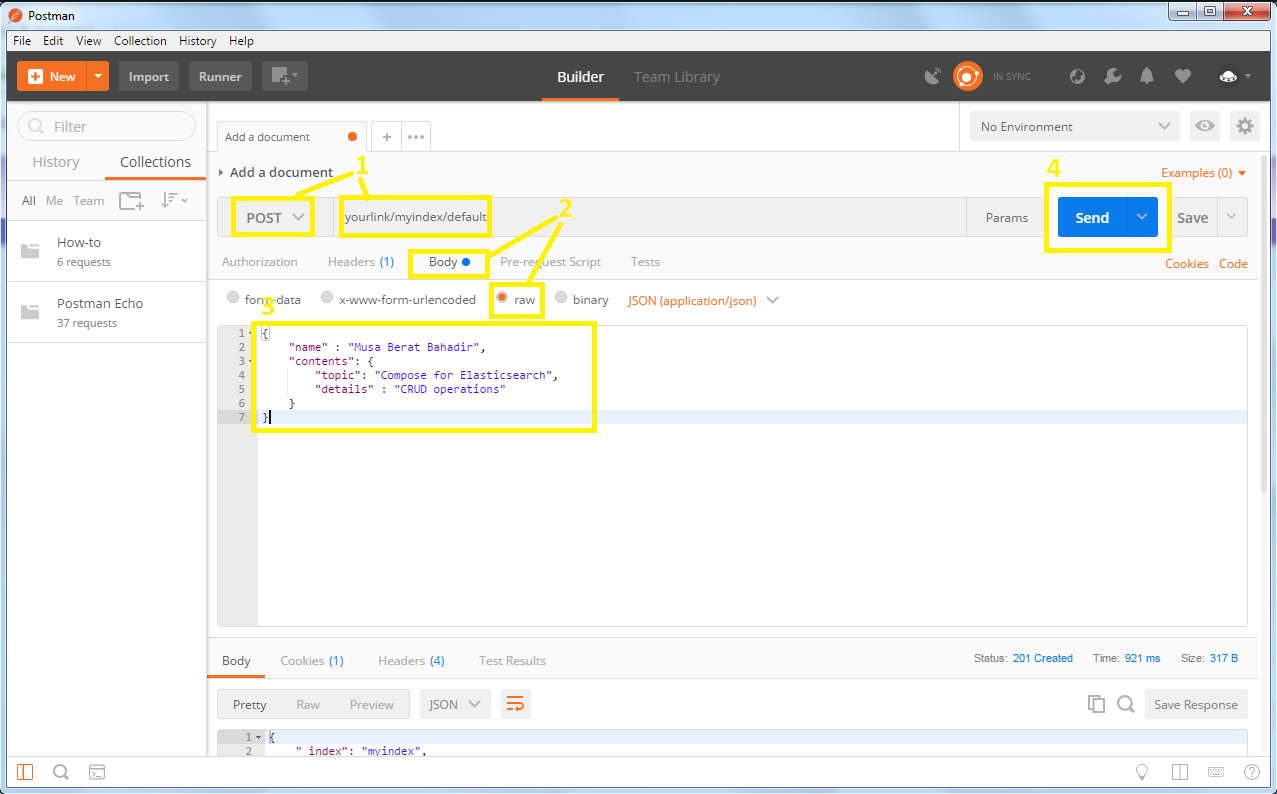 Postman
File Edit View Collection History Help
New Import Runner Builder Team Library IN SYNC
Filter
History Collections
All Me Team
How-to
6 requests
Postman Echo
37 requests
Add a document + •••
No Environment
Add a document
Examples (0)
1
POST yourlink/myindex/default
Params
4
Send Save
2
Authorization Headers (1) Body Pre-request Script Tests
Cookies Code
form-data x-www-form-urlencoded raw binary JSON (application/json)
3
1 {
2 "name" : "Musa Berat Bahadir",
3 "contents": {
4 "topic": "Compose for Elasticsearch",
5 "details" : "CRUD operations"
6 }
7 }
Body Cookies (1) Headers (4) Test Results
Status: 201 Created Time: 921 ms Size: 317 B
Pretty Raw Preview JSON
Save Response
1 {
2 "_index": "myindex",